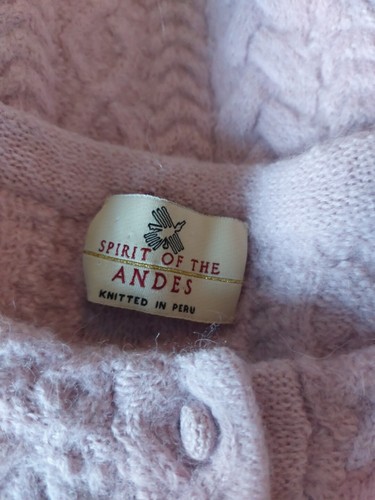 SPIRIT OF THE
ANDES
KNITTED IN PERU